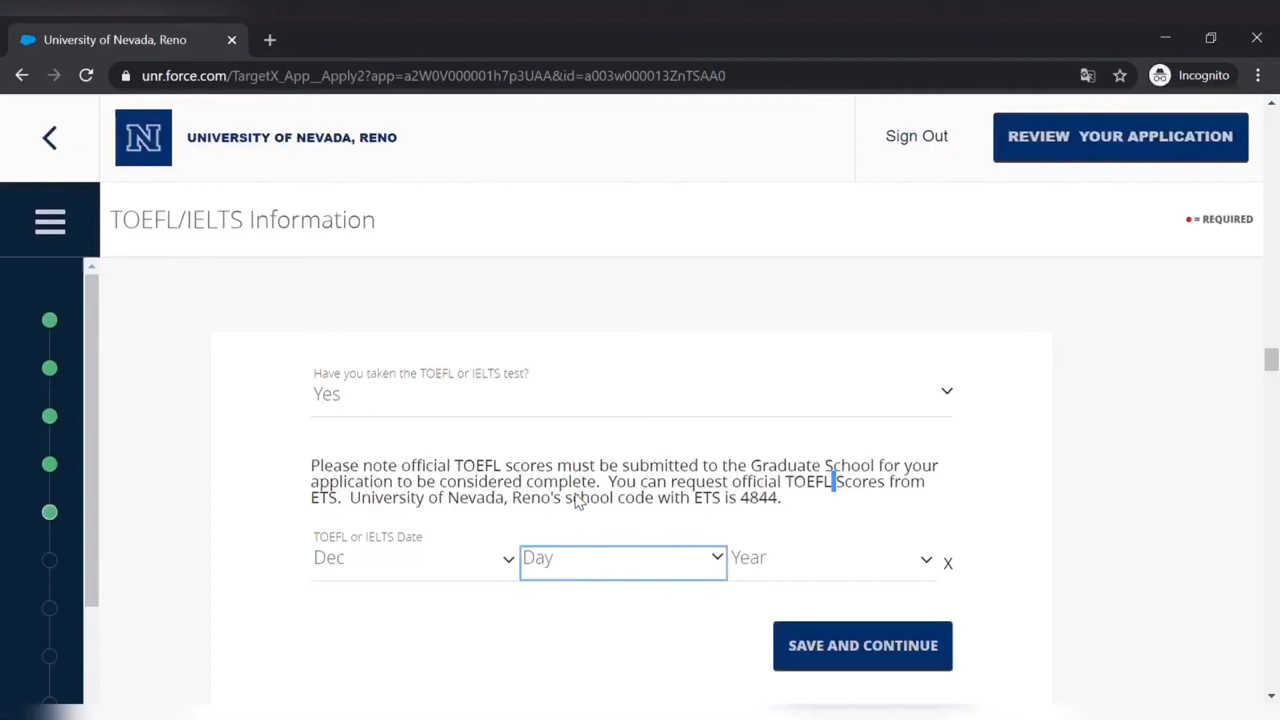 University of Nevada, Reno
unr.force.com/TargetX_App__Apply2?app=a2W0V000001h7p3UAA&id=a003w000013ZnTSAA0
Incognito
N
UNIVERSITY OF NEVADA, RENO
Sign Out
REVIEW YOUR APPLICATION
TOEFL/IELTS Information
= REQUIRED
Have you taken the TOEFL or IELTS test?
Yes
Please note official TOEFL scores must be submitted to the Graduate School for your
application to be considered complete. You can request official TOEFL Scores from
ETS. University of Nevada, Reno's school code with ETS is 4844.
TOEFL or IELTS Date
Dec
Day
Year
X
SAVE AND CONTINUE